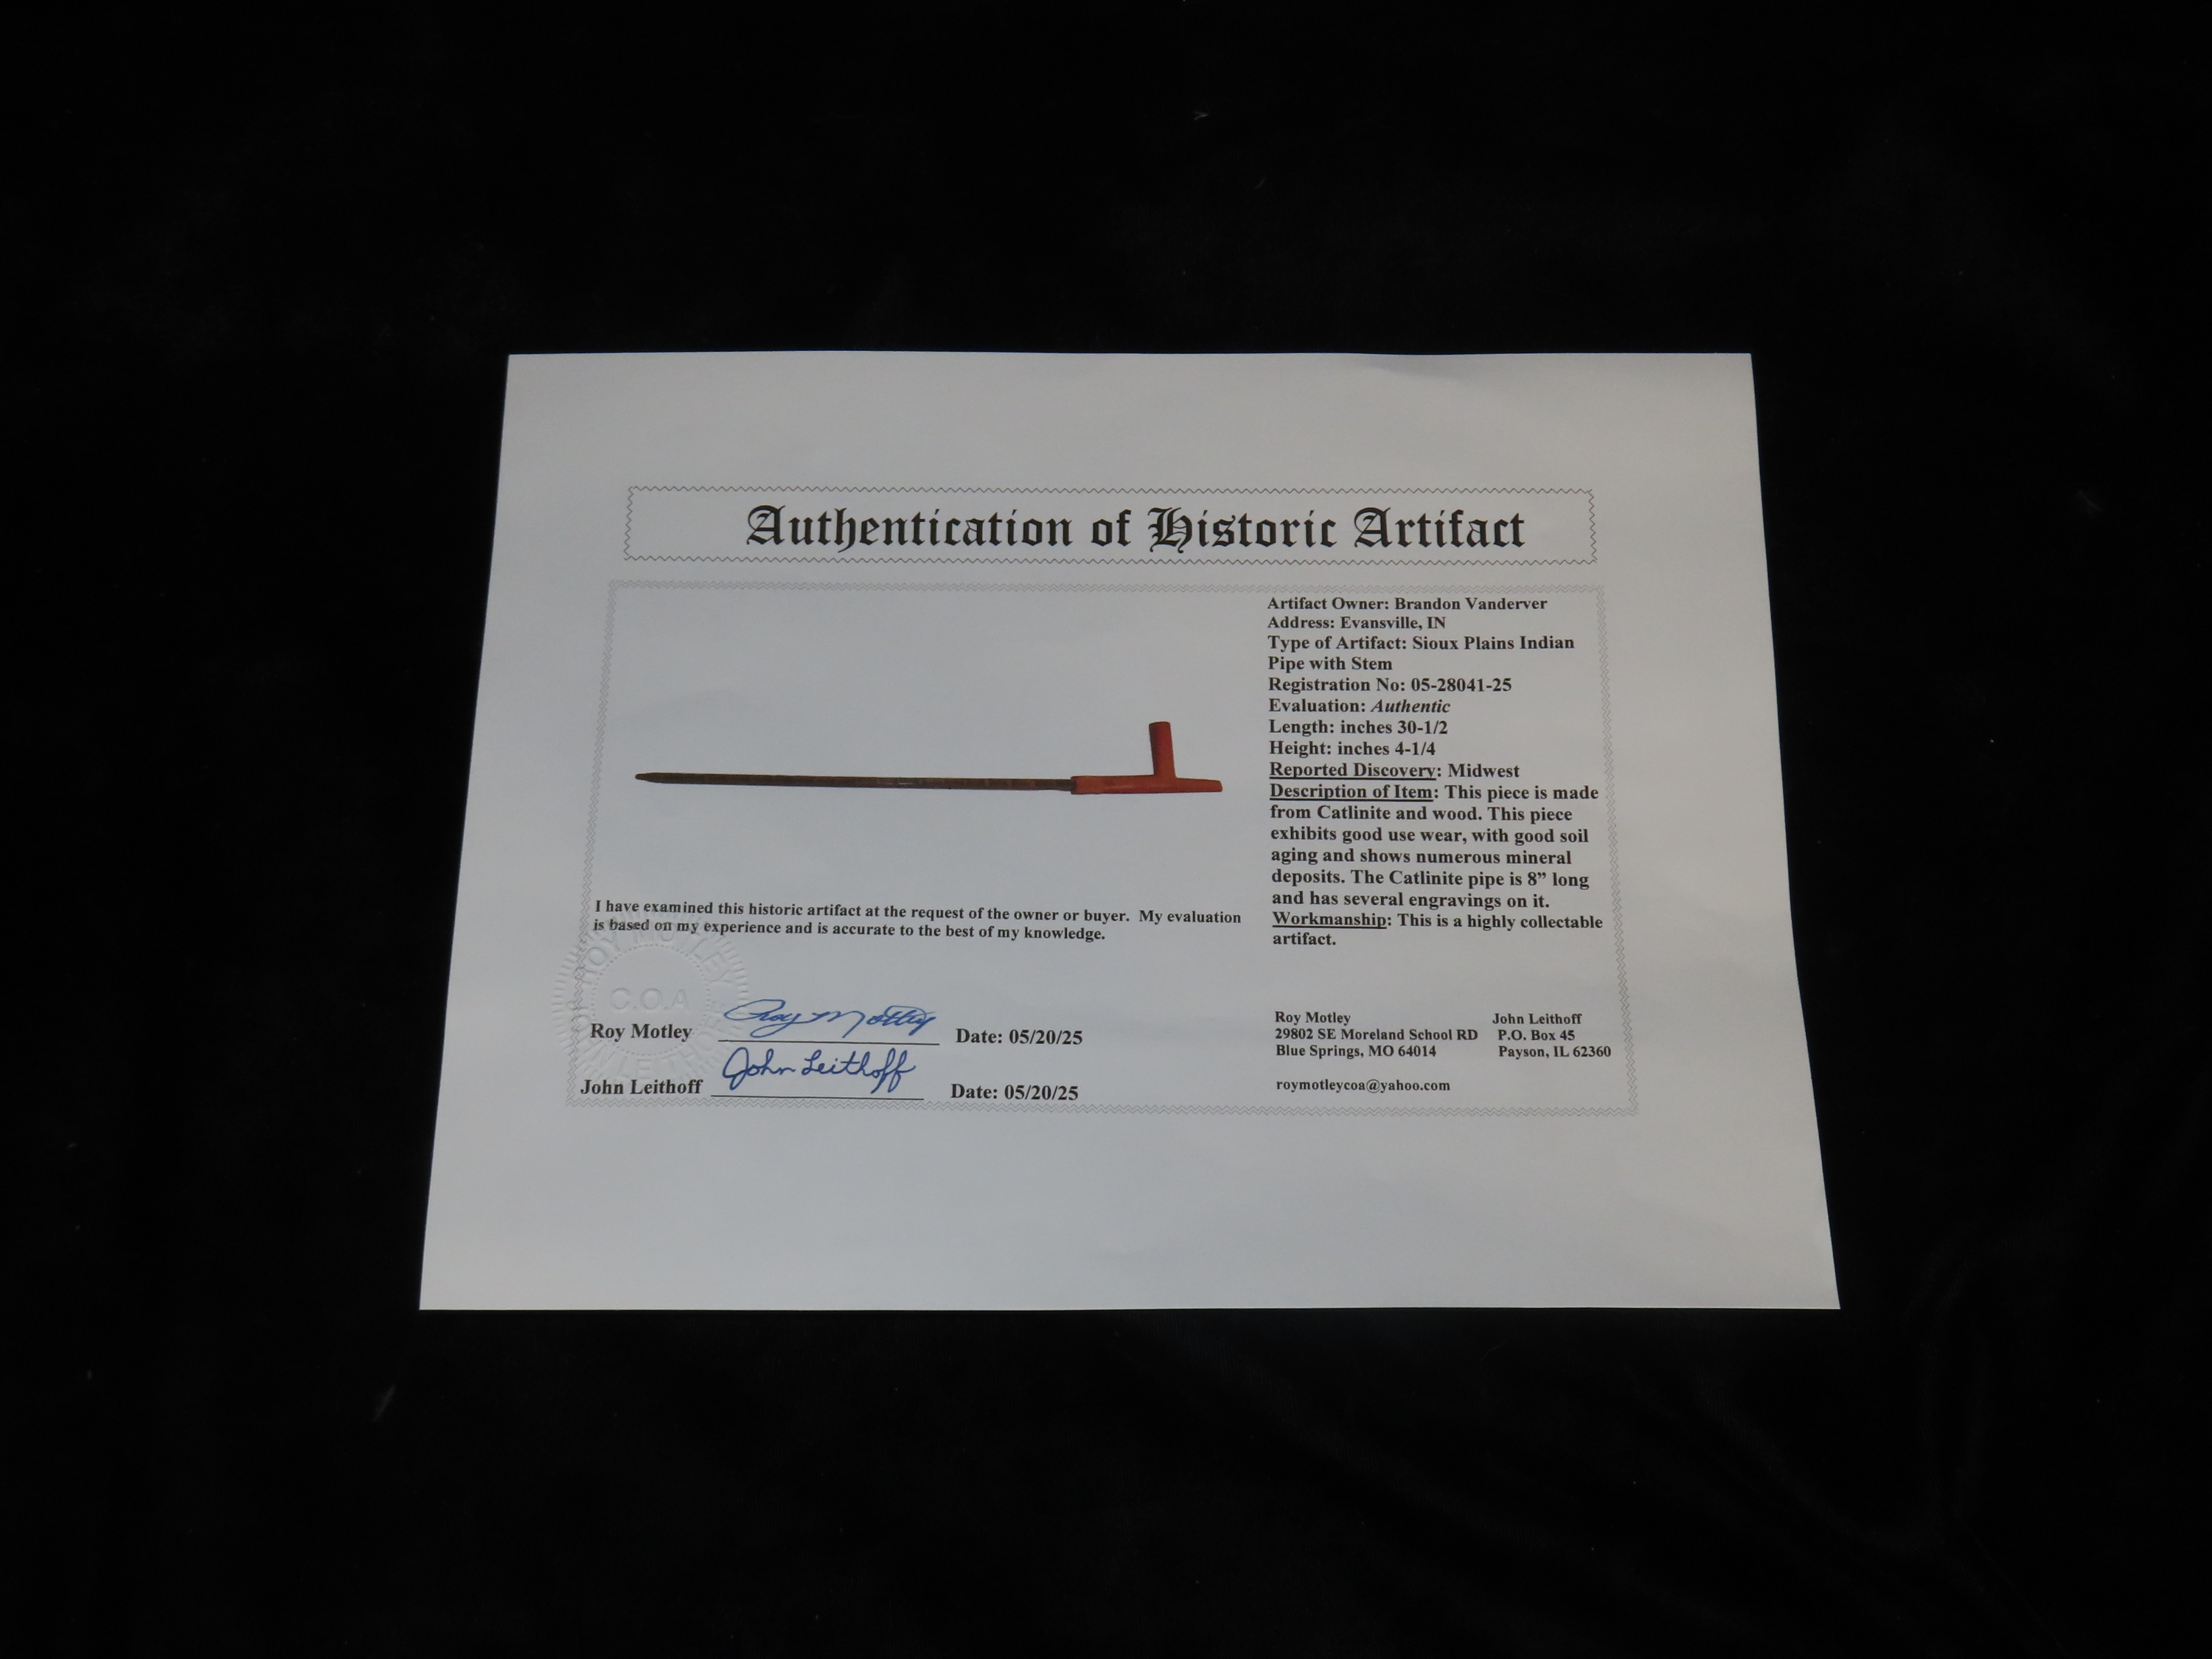 Authentication of Historic Artifact
Artifact Owner: Brandon Vanderver
Address: Evansville, IN
Type of Artifact: Sioux Plains Indian
Pipe with Stem
Registration No: 05-28041-25
Evaluation: Authentic
Length: inches 30-1/2
Height: inches 4-1/4
Reported Discovery: Midwest
Description of Item: This piece is made
from Catlinite and wood. This piece
exhibits good use wear, with good soil
aging and shows numerous mineral
deposits. The Catlinite pipe is 8” long
and has several engravings on it.
Workmanship: This is a highly collectable
artifact.
I have examined this historic artifact at the request of the owner or buyer. My evaluation
is based on my experience and is accurate to the best of my knowledge.
ROY MOTLEY
C.O.A
Roy Motley Roy Motley Date: 05/20/25
John Leithoff John Leithoff Date: 05/20/25
Roy Motley John Leithoff
29802 SE Moreland School RD P.O. Box 45
Blue Springs, MO 64014 Payson, IL 62360
roymotleycoa@yahoo.com